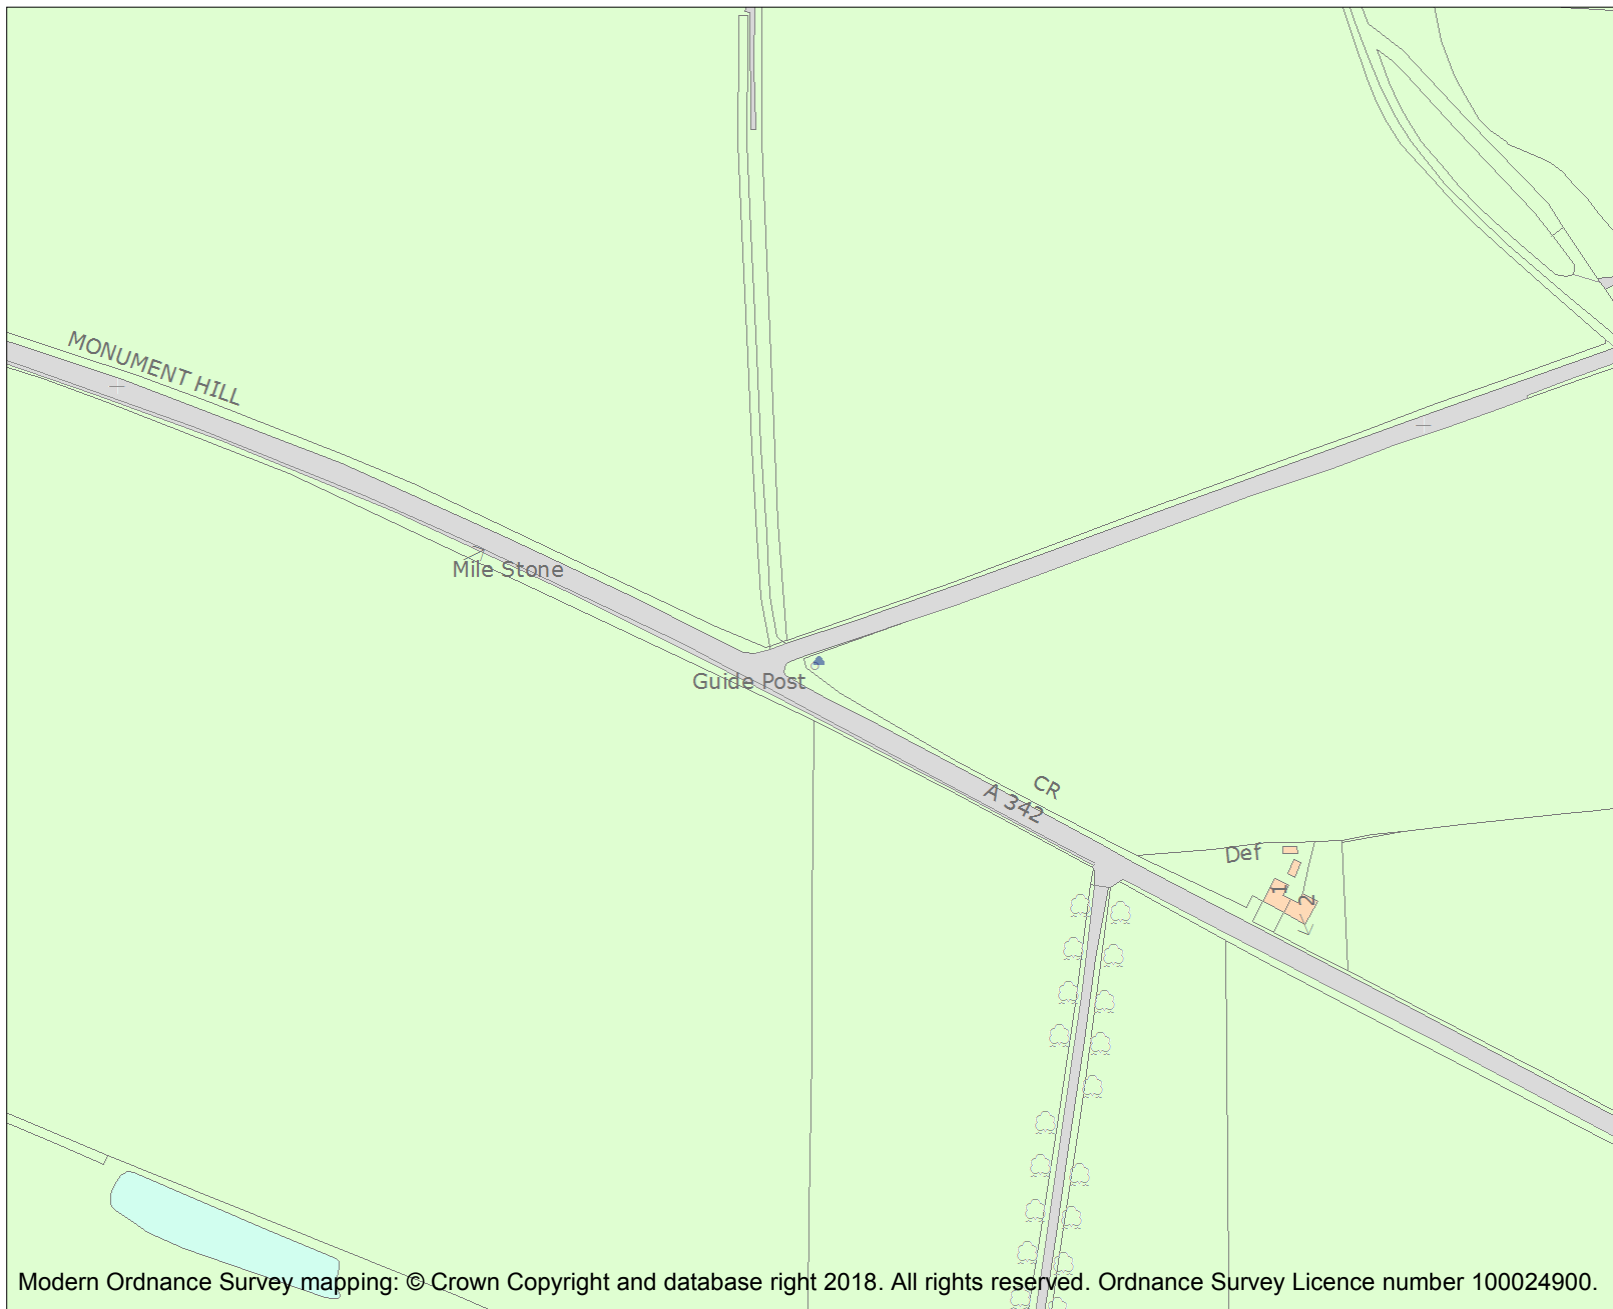 MONUMENT HILL
Mile Stone
Guide Post
CR
A 342
Def
1
2
Modern Ordnance Survey mapping: © Crown Copyright and database right 2018. All rights reserved. Ordnance Survey Licence number 100024900.